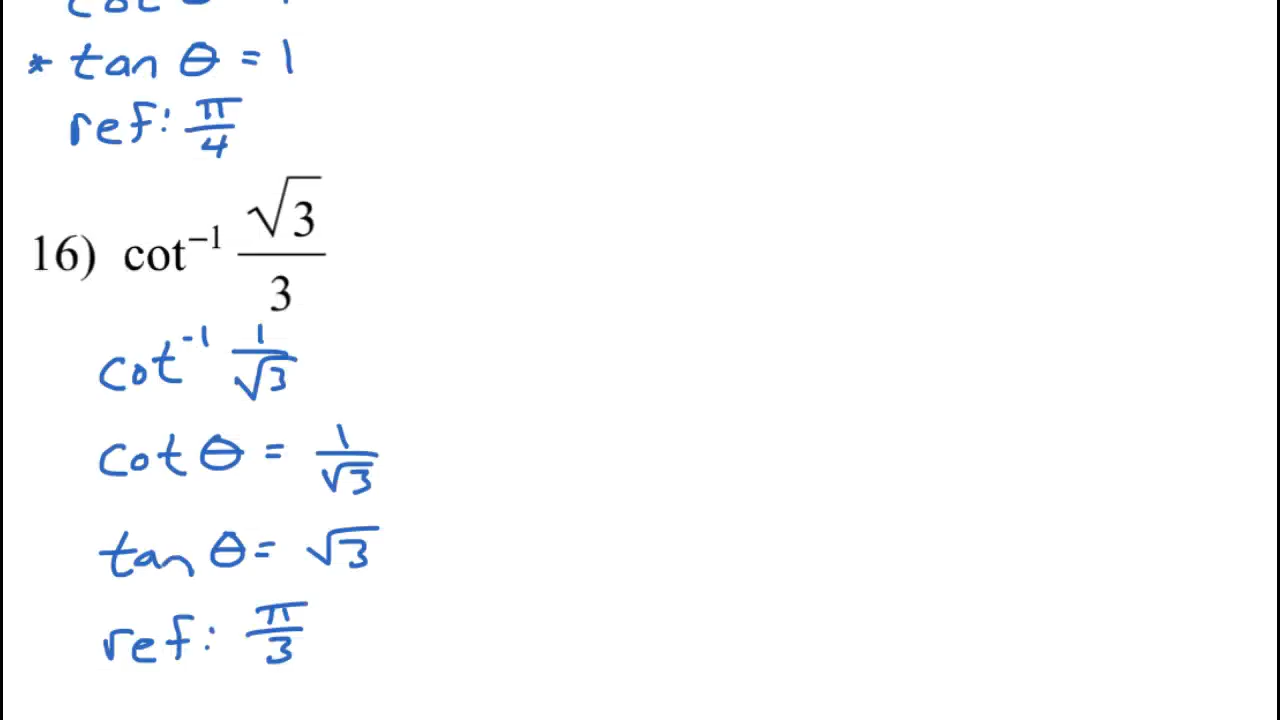 cot θ
* tan θ = 1
ref: π/4
16) cot⁻¹ √3/3
cot⁻¹ 1/√3
cot θ = 1/√3
tan θ = √3
ref: π/3